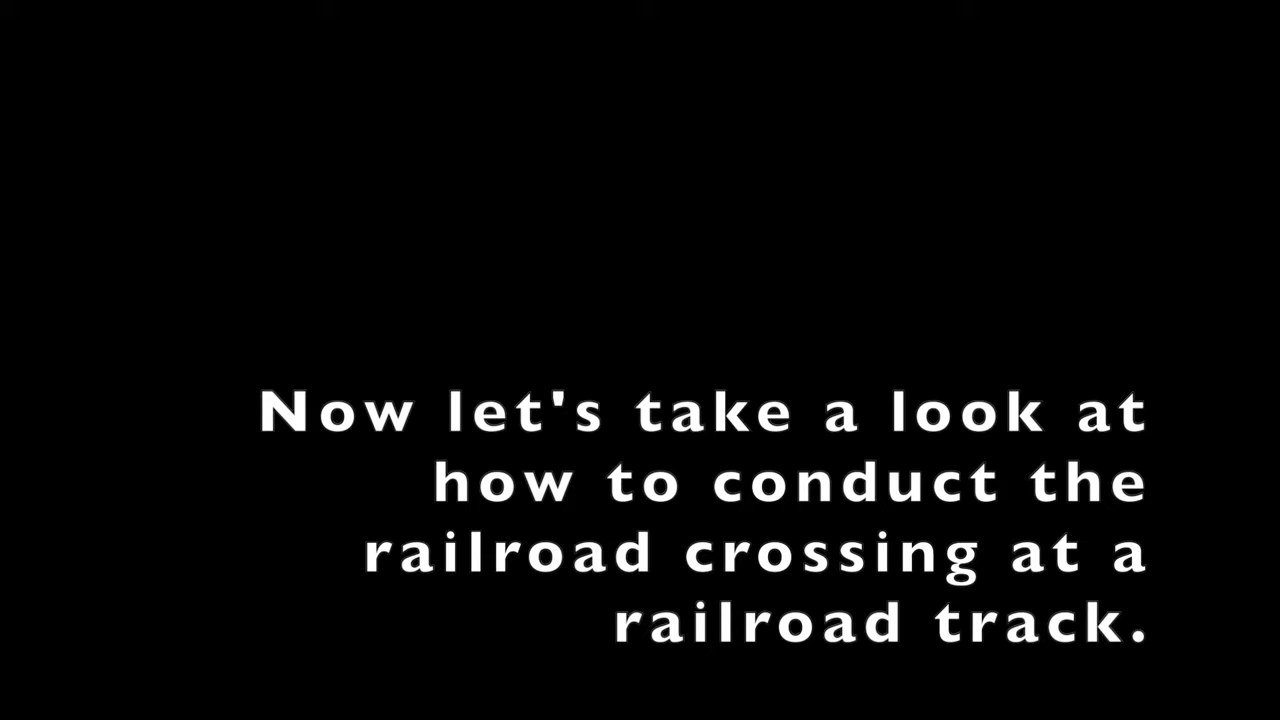 Now let's take a look at
how to conduct the
railroad crossing at a
railroad track.